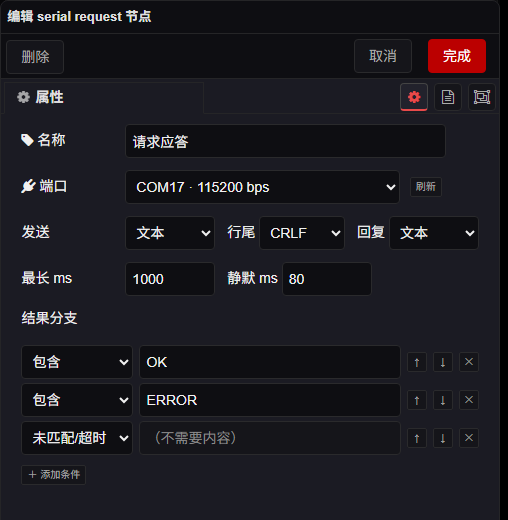 编辑 serial request 节点
删除 取消 完成
属性
名称 请求应答
端口 COM17 · 115200 bps 刷新
发送 文本 行尾 CRLF 回复 文本
最长 ms 1000 静默 ms 80
结果分支
包含 OK ↑ ↓ ×
包含 ERROR ↑ ↓ ×
未匹配/超时 （不需要内容） ↑ ↓ ×
＋ 添加条件